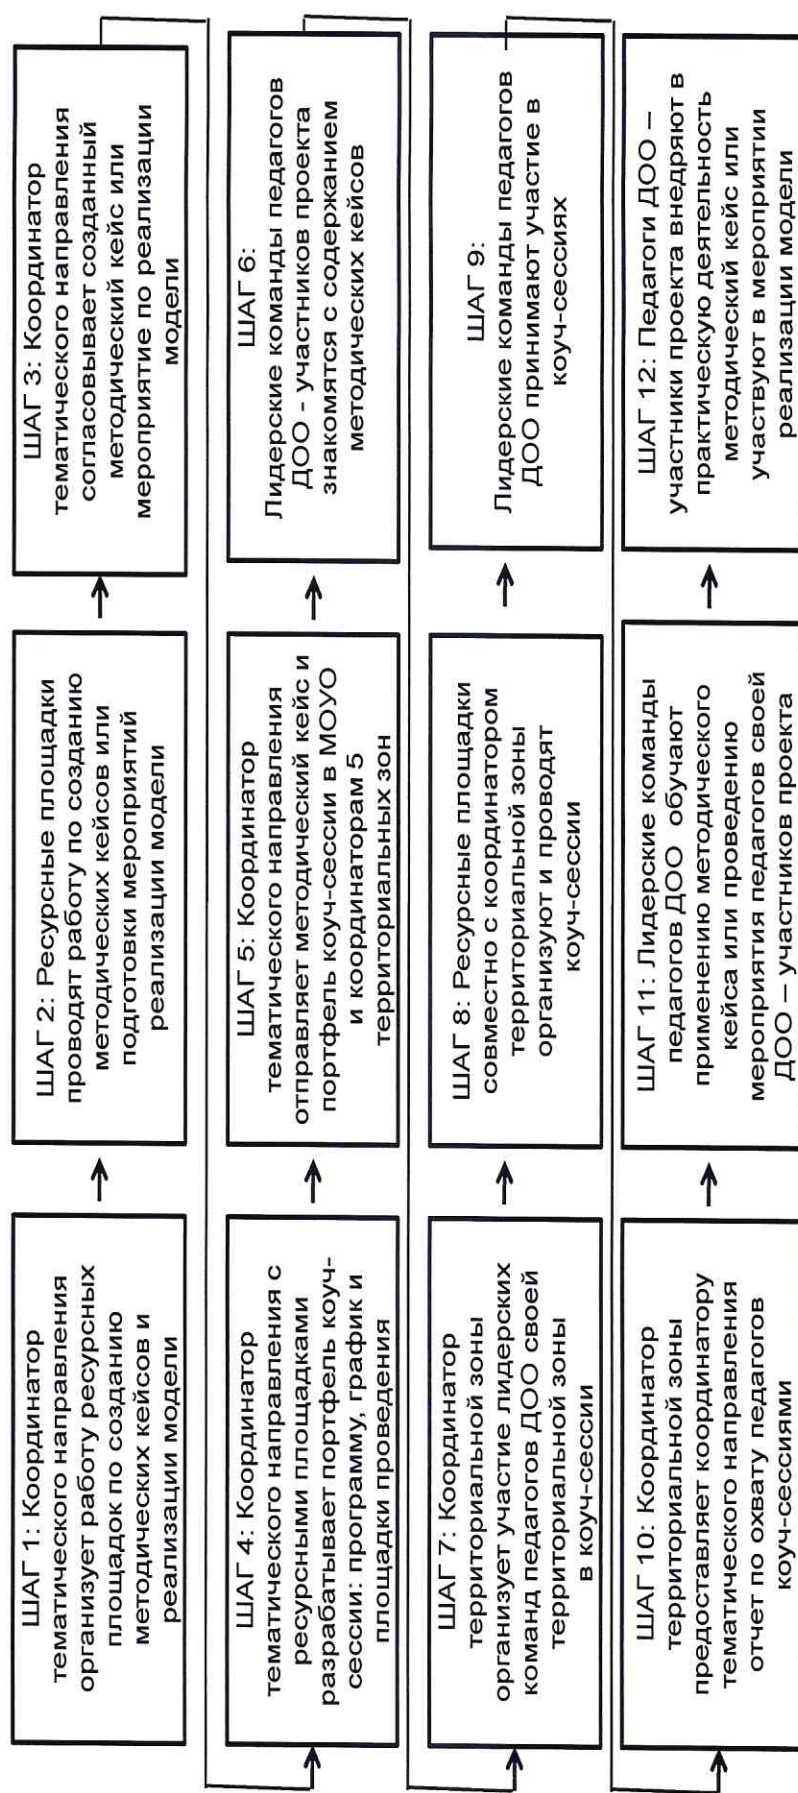 ШАГ 1: Координатор
тематического направления
организует работу ресурсных
площадок по созданию
методических кейсов и
реализации модели
ШАГ 2: Ресурсные площадки
проводят работу по созданию
методических кейсов или
подготовки мероприятий
реализации модели
ШАГ 3: Координатор
тематического направления
согласовывает созданный
методический кейс или
мероприятие по реализации
модели
ШАГ 4: Координатор
тематического направления с
ресурсными площадками
разрабатывает портфель коуч-
сессии: программу, график и
площадки проведения
ШАГ 5: Координатор
тематического направления
отправляет методический кейс и
портфель коуч-сессии в МОУО
и координаторам 5
территориальных зон
ШАГ 6:
Лидерские команды педагогов
ДОО - участников проекта
знакомятся с содержанием
методических кейсов
ШАГ 7: Координатор
территориальной зоны
организует участие лидерских
команд педагогов ДОО своей
территориальной зоны
в коуч-сессии
ШАГ 8: Ресурсные площадки
совместно с координатором
территориальной зоны
организуют и проводят
коуч-сессии
ШАГ 9:
Лидерские команды педагогов
ДОО принимают участие в
коуч-сессиях
ШАГ 10: Координатор
территориальной зоны
предоставляет координатору
тематического направления
отчет по охвату педагогов
коуч-сессиями
ШАГ 11: Лидерские команды
педагогов ДОО обучают
применению методического
кейса или проведению
мероприятия педагогов своей
ДОО – участников проекта
ШАГ 12: Педагоги ДОО –
участники проекта внедряют в
практическую деятельность
методический кейс или
участвуют в мероприятии
реализации модели